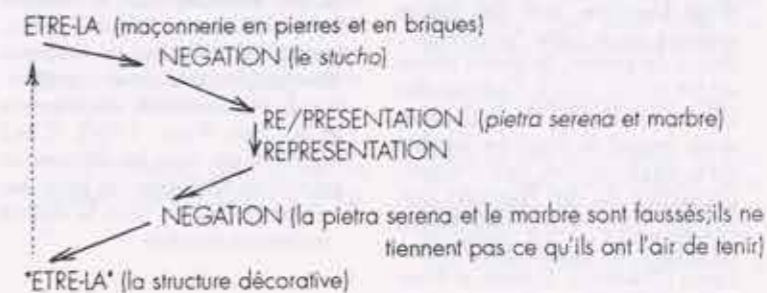 ETRE-LA (maçonnerie en pierres et en briques)
NEGATION (le stucho)
RE/PRESENTATION (pietra serena et marbre)
REPRESENTATION
NEGATION (la pietra serena et le marbre sont faussés;ils ne
tiennent pas ce qu'ils ont l'air de tenir)
"ETRE-LA" (la structure décorative)